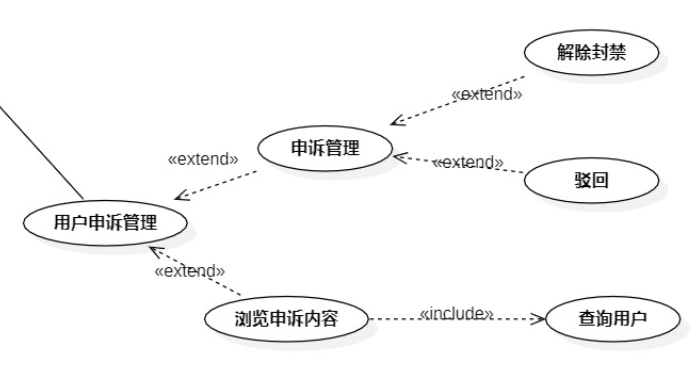 解除封禁
«extend»
申诉管理
«extend»
«extend»
驳回
用户申诉管理
«extend»
浏览申诉内容
«include»
查询用户